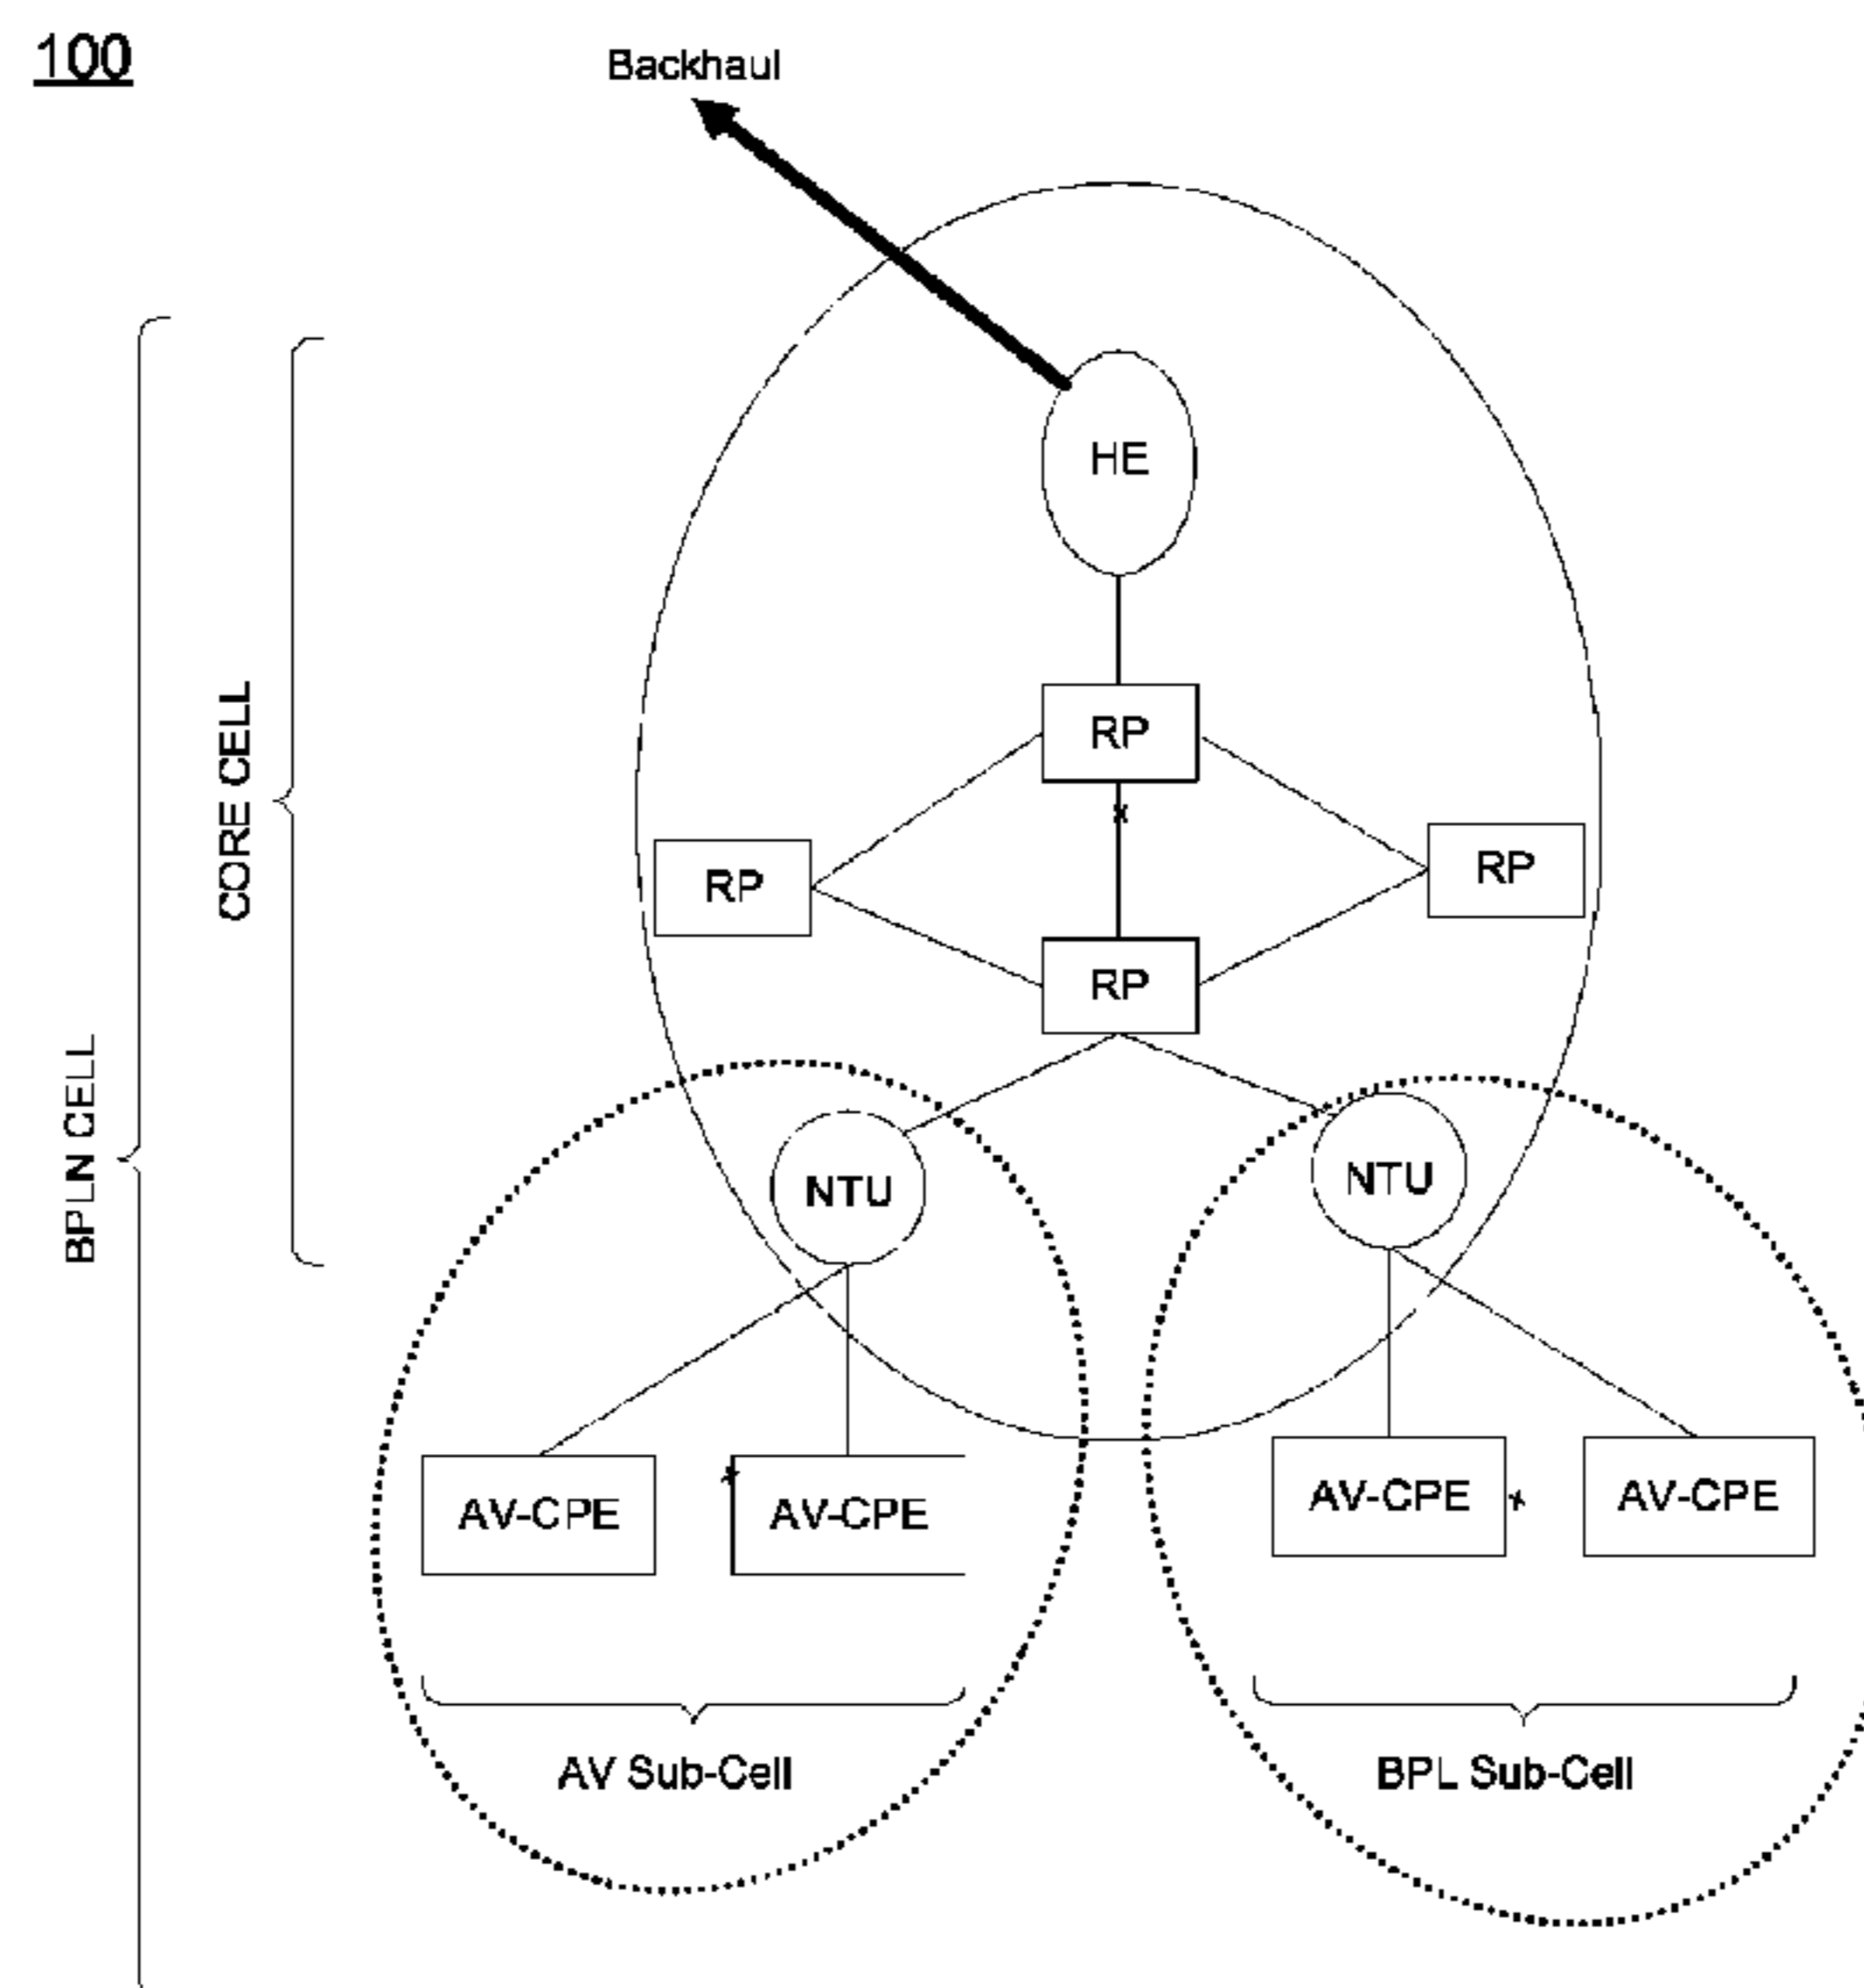 100
Backhaul
HE
RP
RP
RP
RP
CORE CELL
BPLN CELL
NTU
NTU
AV-CPE
AV-CPE
AV-CPE
AV-CPE
AV Sub-Cell
BPL Sub-Cell